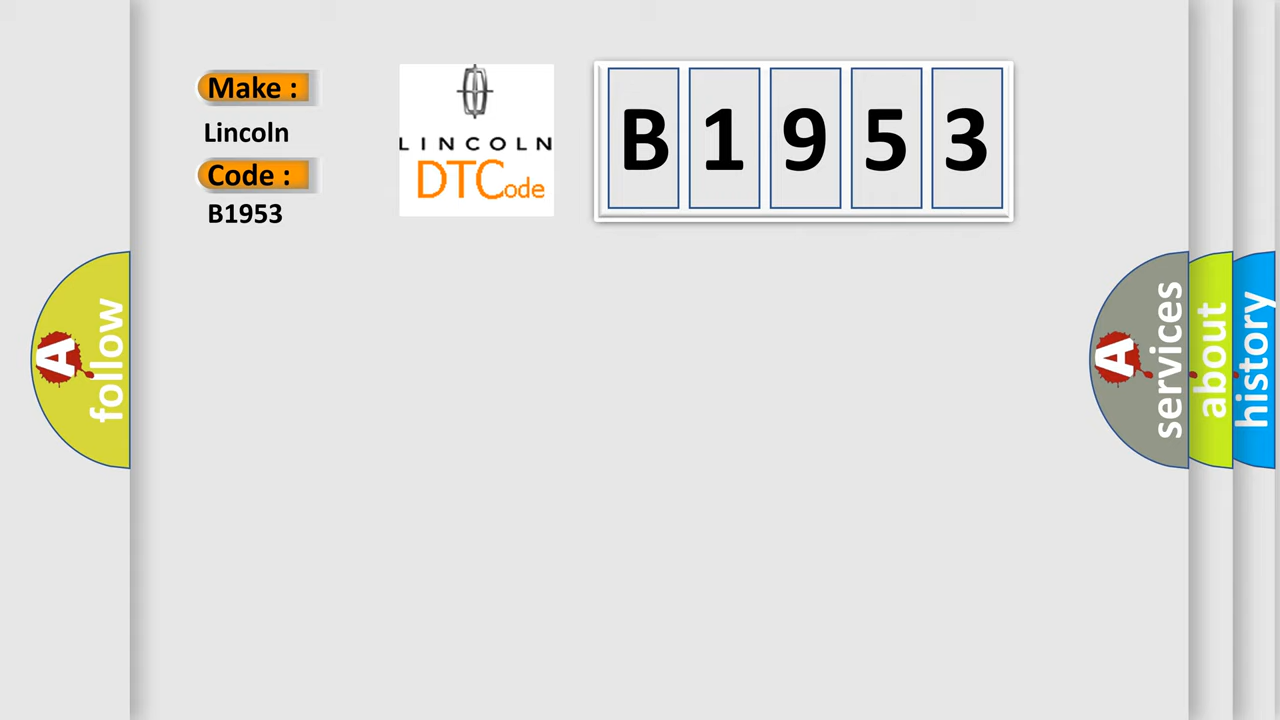 Make :
Lincoln
Code :
B1953
LINCOLN
DTCode
B 1 9 5 3
A follow
A services
about
history